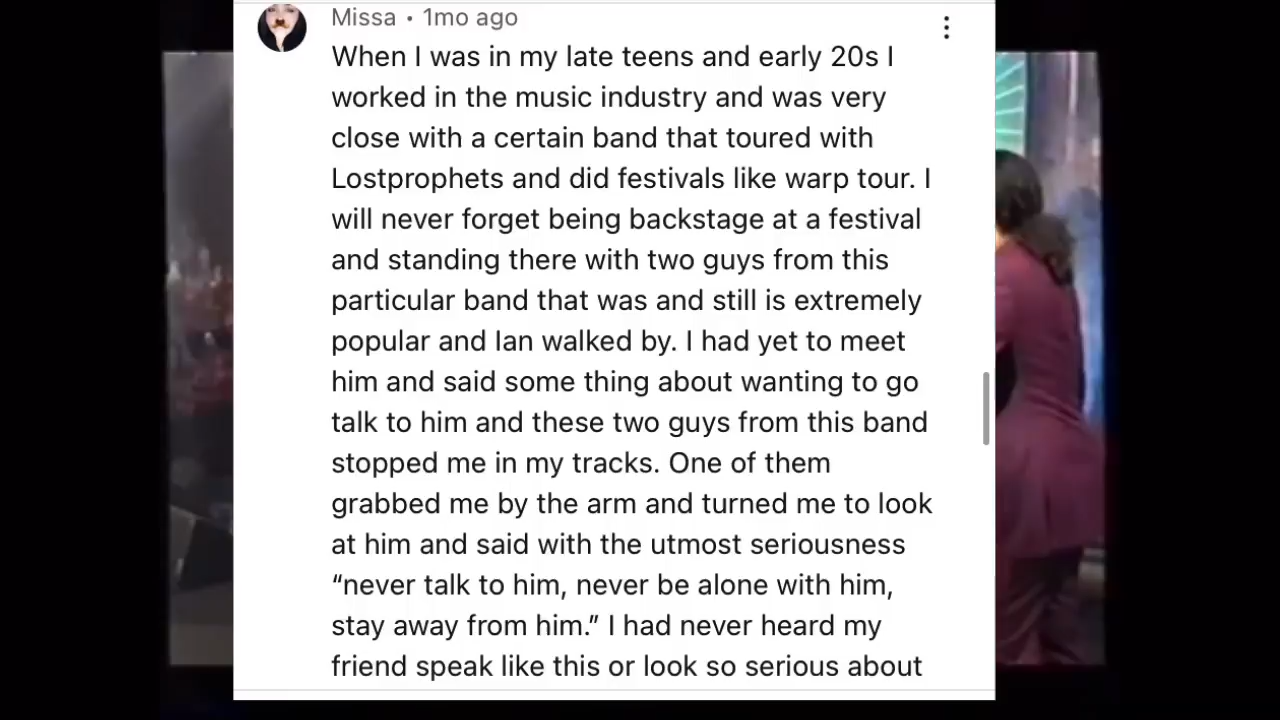 Missa • 1mo ago
When I was in my late teens and early 20s I
worked in the music industry and was very
close with a certain band that toured with
Lostprophets and did festivals like warp tour. I
will never forget being backstage at a festival
and standing there with two guys from this
particular band that was and still is extremely
popular and Ian walked by. I had yet to meet
him and said some thing about wanting to go
talk to him and these two guys from this band
stopped me in my tracks. One of them
grabbed me by the arm and turned me to look
at him and said with the utmost seriousness
“never talk to him, never be alone with him,
stay away from him.” I had never heard my
friend speak like this or look so serious about